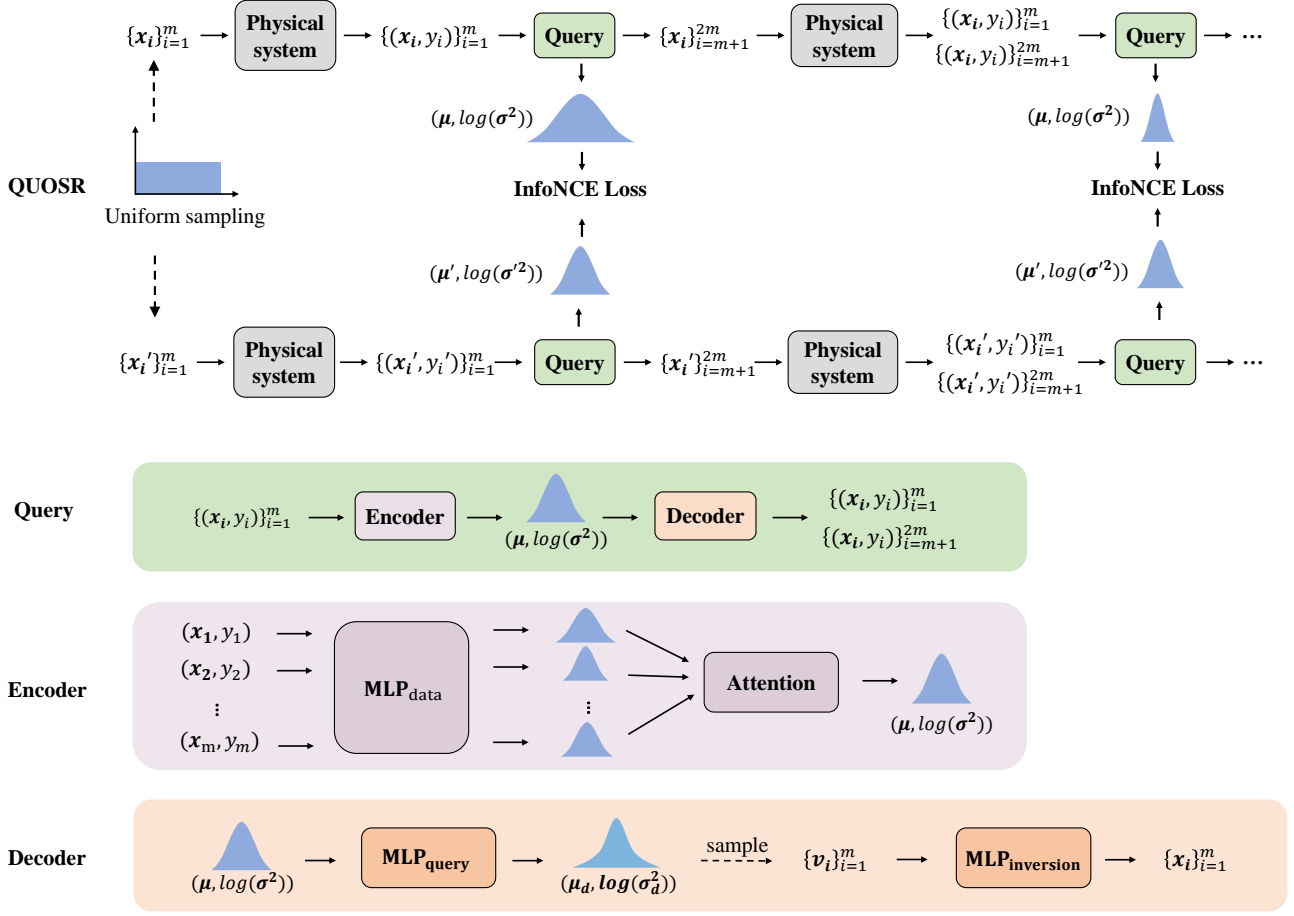 {x_i}_{i=1}^m
Physical system
{(x_i, y_i)}_{i=1}^m
Query
{x_i}_{i=m+1}^{2m}
Physical system
{(x_i, y_i)}_{i=1}^m
{(x_i, y_i)}_{i=m+1}^{2m}
Query
...
(μ, log(σ^2))
(μ, log(σ^2))
QUOSR
Uniform sampling
InfoNCE Loss
InfoNCE Loss
(μ′, log(σ′^2))
(μ′, log(σ′^2))
{x_i′}_{i=1}^m
Physical system
{(x_i′, y_i′)}_{i=1}^m
Query
{x_i′}_{i=m+1}^{2m}
Physical system
{(x_i′, y_i′)}_{i=1}^m
{(x_i′, y_i′)}_{i=m+1}^{2m}
Query
...
Query
{(x_i, y_i)}_{i=1}^m
Encoder
(μ, log(σ^2))
Decoder
{(x_i, y_i)}_{i=1}^m
{(x_i, y_i)}_{i=m+1}^{2m}
Encoder
(x_1, y_1)
(x_2, y_2)
⋮
(x_m, y_m)
MLP_data
⋮
Attention
(μ, log(σ^2))
Decoder
(μ, log(σ^2))
MLP_query
(μ_d, log(σ_d^2))
sample
{v_i}_{i=1}^m
MLP_inversion
{x_i}_{i=1}^m